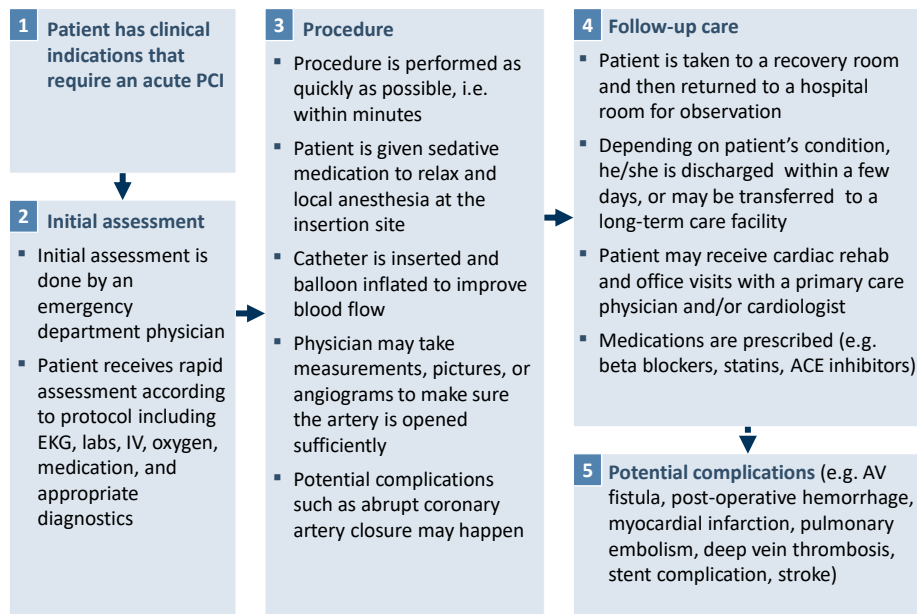 1 Patient has clinical
indications that
require an acute PCI
2 Initial assessment
▪ Initial assessment is
done by an
emergency
department physician
▪ Patient receives rapid
assessment according
to protocol including
EKG, labs, IV, oxygen,
medication, and
appropriate
diagnostics
3 Procedure
▪ Procedure is performed as
quickly as possible, i.e.
within minutes
▪ Patient is given sedative
medication to relax and
local anesthesia at the
insertion site
▪ Catheter is inserted and
balloon inflated to improve
blood flow
▪ Physician may take
measurements, pictures, or
angiograms to make sure
the artery is opened
sufficiently
▪ Potential complications
such as abrupt coronary
artery closure may happen
4 Follow-up care
▪ Patient is taken to a recovery room
and then returned to a hospital
room for observation
▪ Depending on patient’s condition,
he/she is discharged within a few
days, or may be transferred to a
long-term care facility
▪ Patient may receive cardiac rehab
and office visits with a primary care
physician and/or cardiologist
▪ Medications are prescribed (e.g.
beta blockers, statins, ACE inhibitors)
5 Potential complications (e.g. AV
fistula, post-operative hemorrhage,
myocardial infarction, pulmonary
embolism, deep vein thrombosis,
stent complication, stroke)